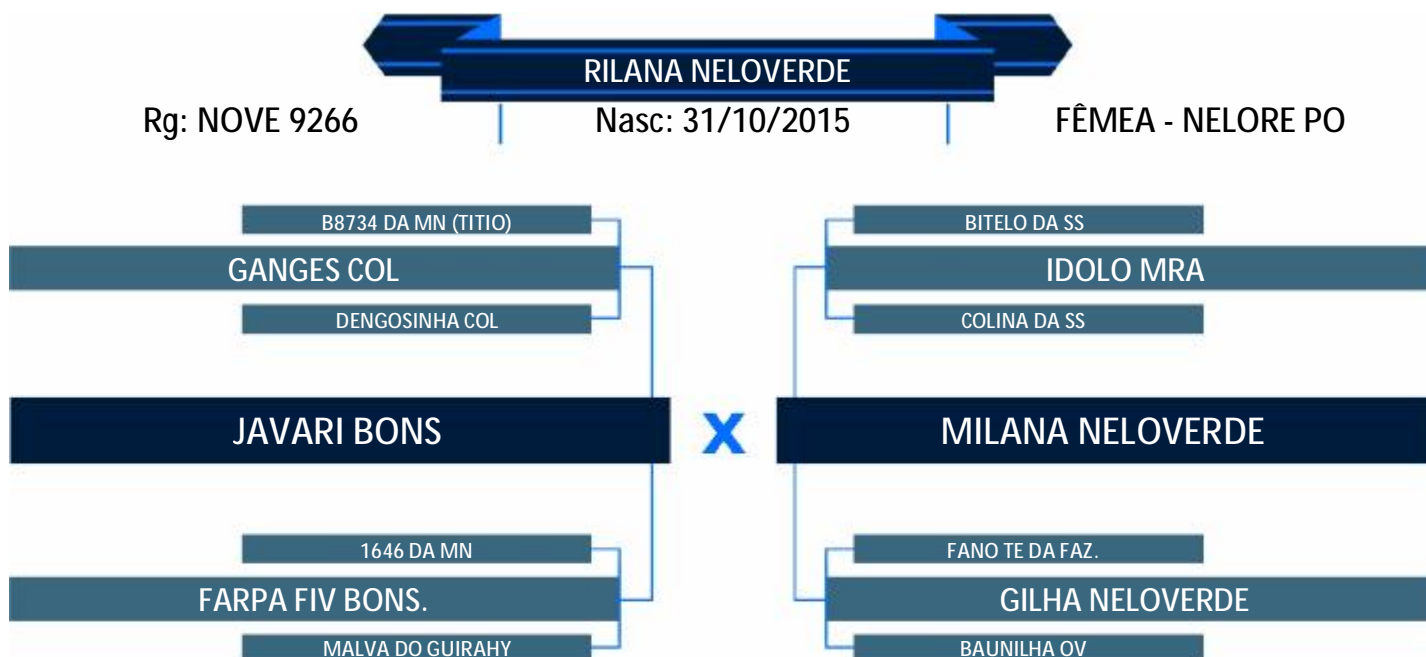 RILANA NELOVERDE
Rg: NOVE 9266 Nasc: 31/10/2015 FÊMEA - NELORE PO
B8734 DA MN (TITIO) BITELO DA SS
GANGES COL IDOLO MRA
DENGOSINHA COL COLINA DA SS
JAVARI BONS X MILANA NELOVERDE
1646 DA MN FANO TE DA FAZ.
FARPA FIV BONS. GILHA NELOVERDE
MALVA DO GUIRAHY BAUNILHA OV